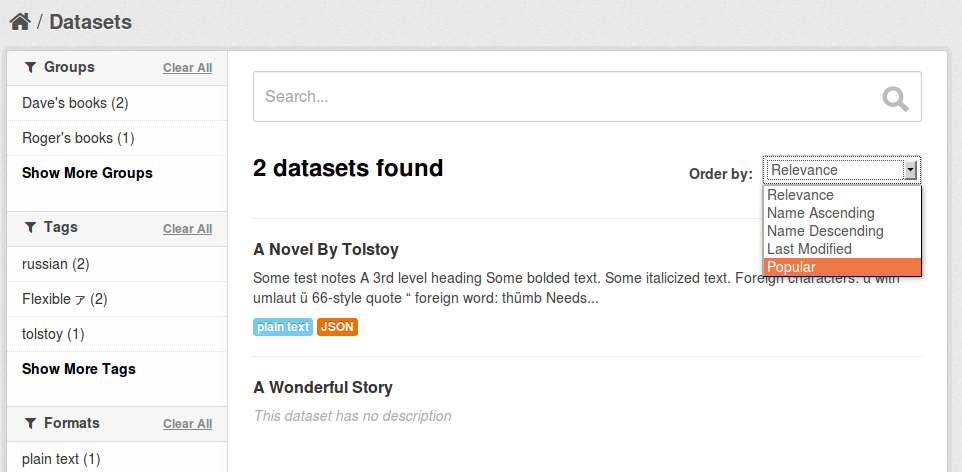 / Datasets
Groups Clear All
Dave's books (2)
Roger's books (1)
Show More Groups
Tags Clear All
russian (2)
Flexible ァ (2)
tolstoy (1)
Show More Tags
Formats Clear All
plain text (1)
Search...
2 datasets found
Order by: Relevance
Relevance
Name Ascending
Name Descending
Last Modified
Popular
A Novel By Tolstoy
Some test notes A 3rd level heading Some bolded text. Some italicized text. Foreign characters: u with
umlaut ü 66-style quote “ foreign word: thümb Needs...
plain text JSON
A Wonderful Story
This dataset has no description